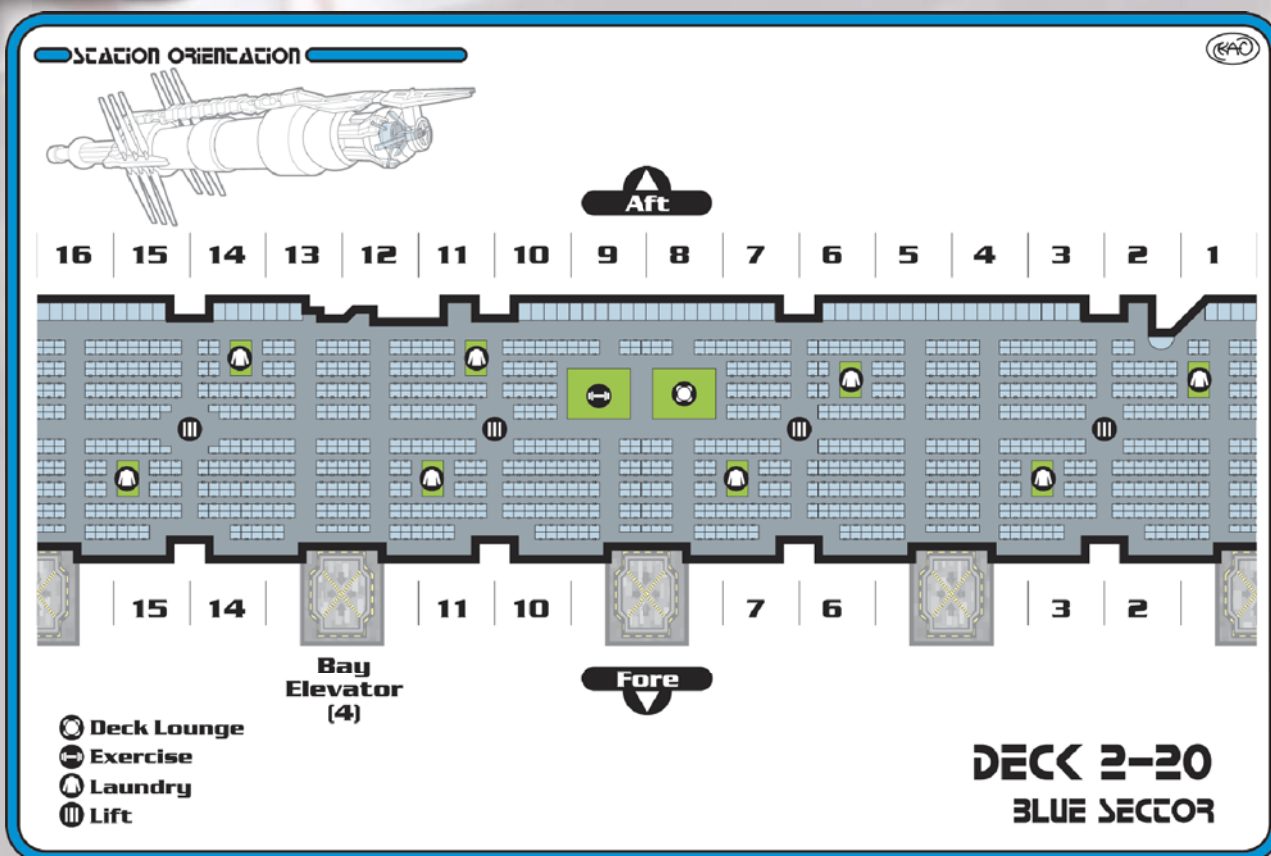 STATION ORIENTATION
KAC
Aft
16 15 14 13 12 11 10 9 8 7 6 5 4 3 2 1
15 14 11 10 7 6 3 2
Bay
Elevator
(4)
Fore
Deck Lounge
Exercise
Laundry
Lift
DECK 2-20
BLUE SECTOR